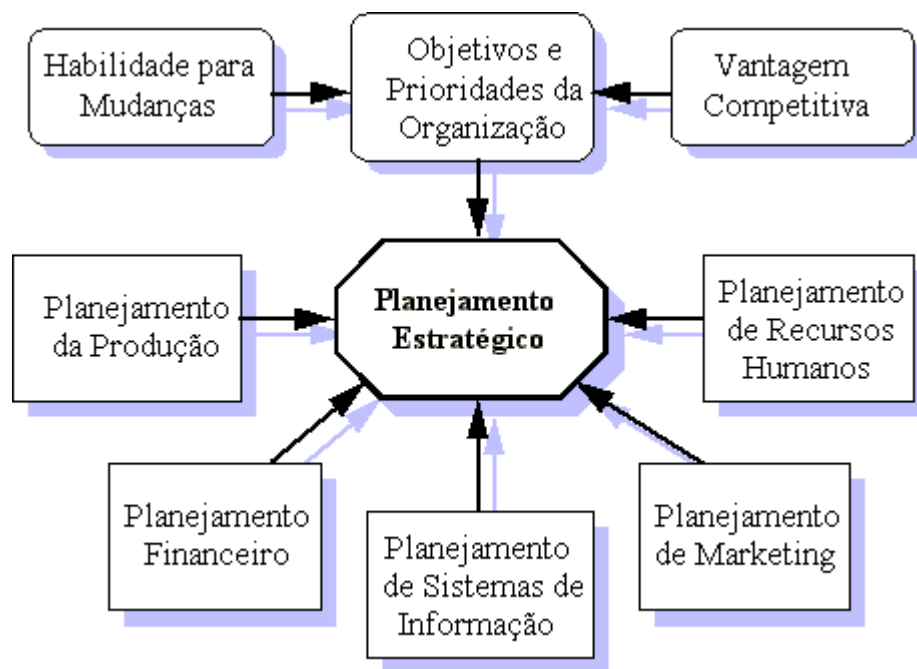 Habilidade para
Mudanças
Objetivos e
Prioridades da
Organização
Vantagem
Competitiva
Planejamento
da Produção
Planejamento
Estratégico
Planejamento
de Recursos
Humanos
Planejamento
Financeiro
Planejamento
de Sistemas de
Informação
Planejamento
de Marketing